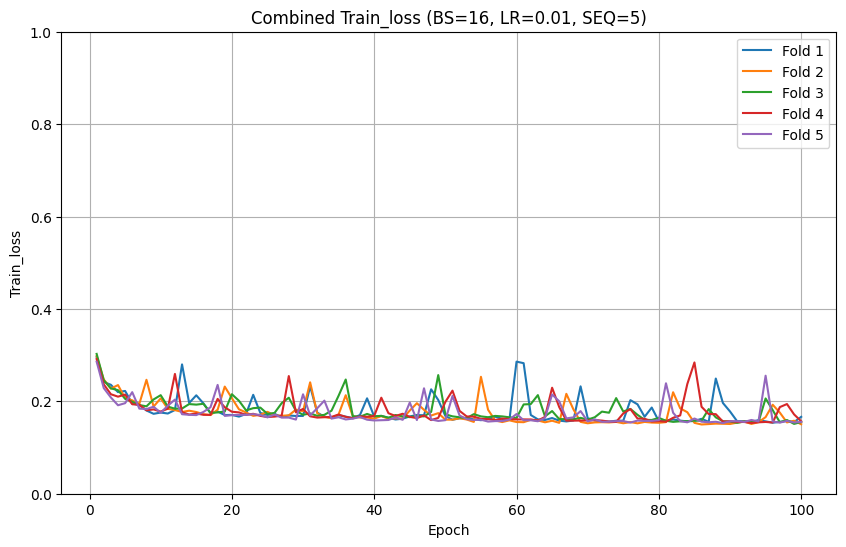 Combined Train_loss (BS=16, LR=0.01, SEQ=5)
Train_loss
1.0
0.8
0.6
0.4
0.2
0.0
Fold 1
Fold 2
Fold 3
Fold 4
Fold 5
0 20 40 60 80 100
Epoch